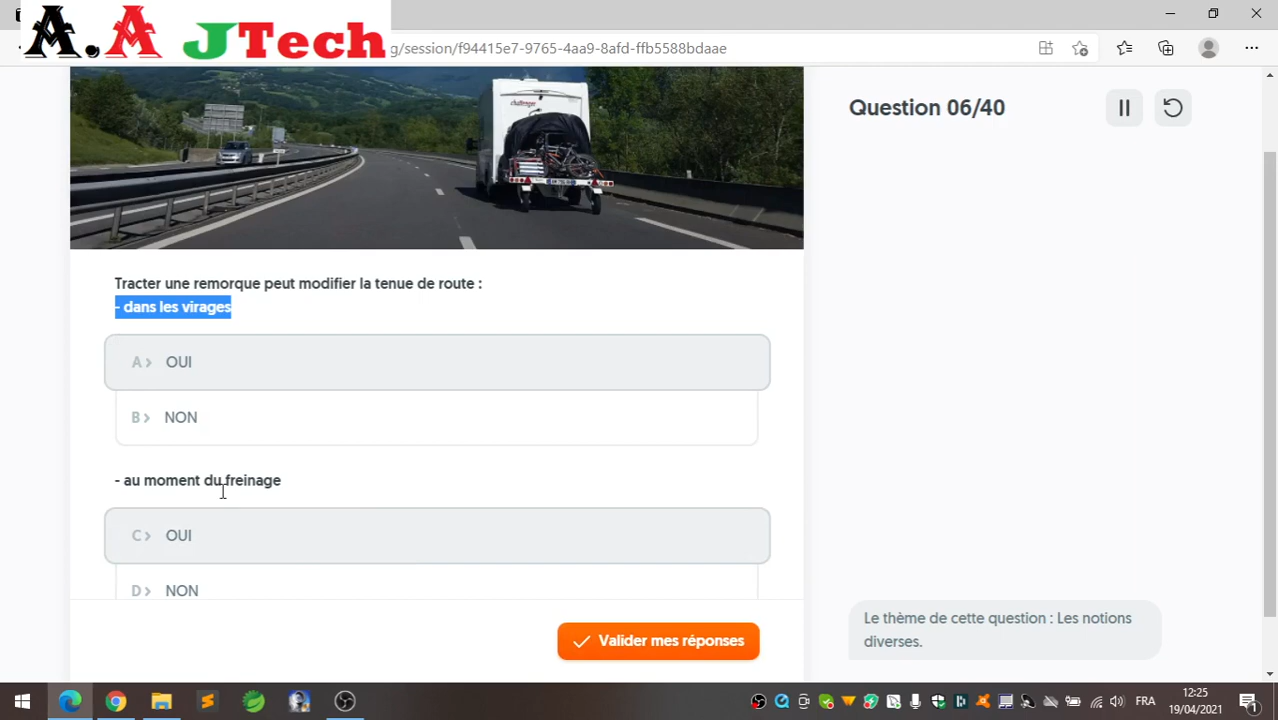 A.A JTech
g/session/f94415e7-9765-4aa9-8afd-ffb5588bdaae
challenger
Question 06/40
Tracter une remorque peut modifier la tenue de route :
- dans les virages
A > OUI
B > NON
- au moment du freinage
C > OUI
D > NON
Valider mes réponses
Le thème de cette question : Les notions
diverses.
FRA
12:25
19/04/2021
1